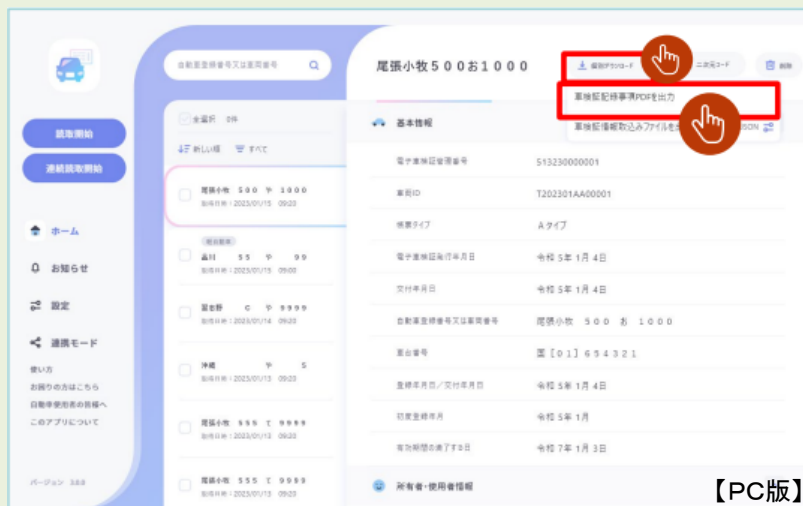 自動車登録番号又は車両番号
尾張小牧500お1000
個別ダウンロード
二次元コード
削除
車検証記録事項PDFを出力
車検証情報取込みファイルを
JSON
読取開始
連続読取開始
全選択 0件
新しい順 すべて
ホーム
お知らせ
設定
連携モード
使い方
お困りの方はこちら
自動車使用者の皆様へ
このアプリについて
バージョン
尾張小牧 500 や 1000
取得日時:2023/01/15 09:20
軽自動車
品川 55 や 99
取得日時:2023/01/15 09:00
富士野 C や 9999
取得日時:2023/01/14 09:20
沖縄 や 5
取得日時:2023/01/13 09:20
尾張小牧 555 て 9999
取得日時:2023/01/13 09:20
尾張小牧 555 て 9999
取得日時:2023/01/13 09:20
基本情報
電子車検証管理番号 513230000001
車両ID T202301AA00001
帳票タイプ Aタイプ
電子車検証発行年月日 令和 5年 1月 4日
交付年月日 令和 5年 1月 4日
自動車登録番号又は車両番号 尾張小牧 500 お 1000
車台番号 [01]654321
登録年月日/交付年月日 令和 5年 1月 4日
初度登録年月 令和 5年 1月
有効期間の満了する日 令和 7年 1月 3日
所有者・使用者情報
【PC版】